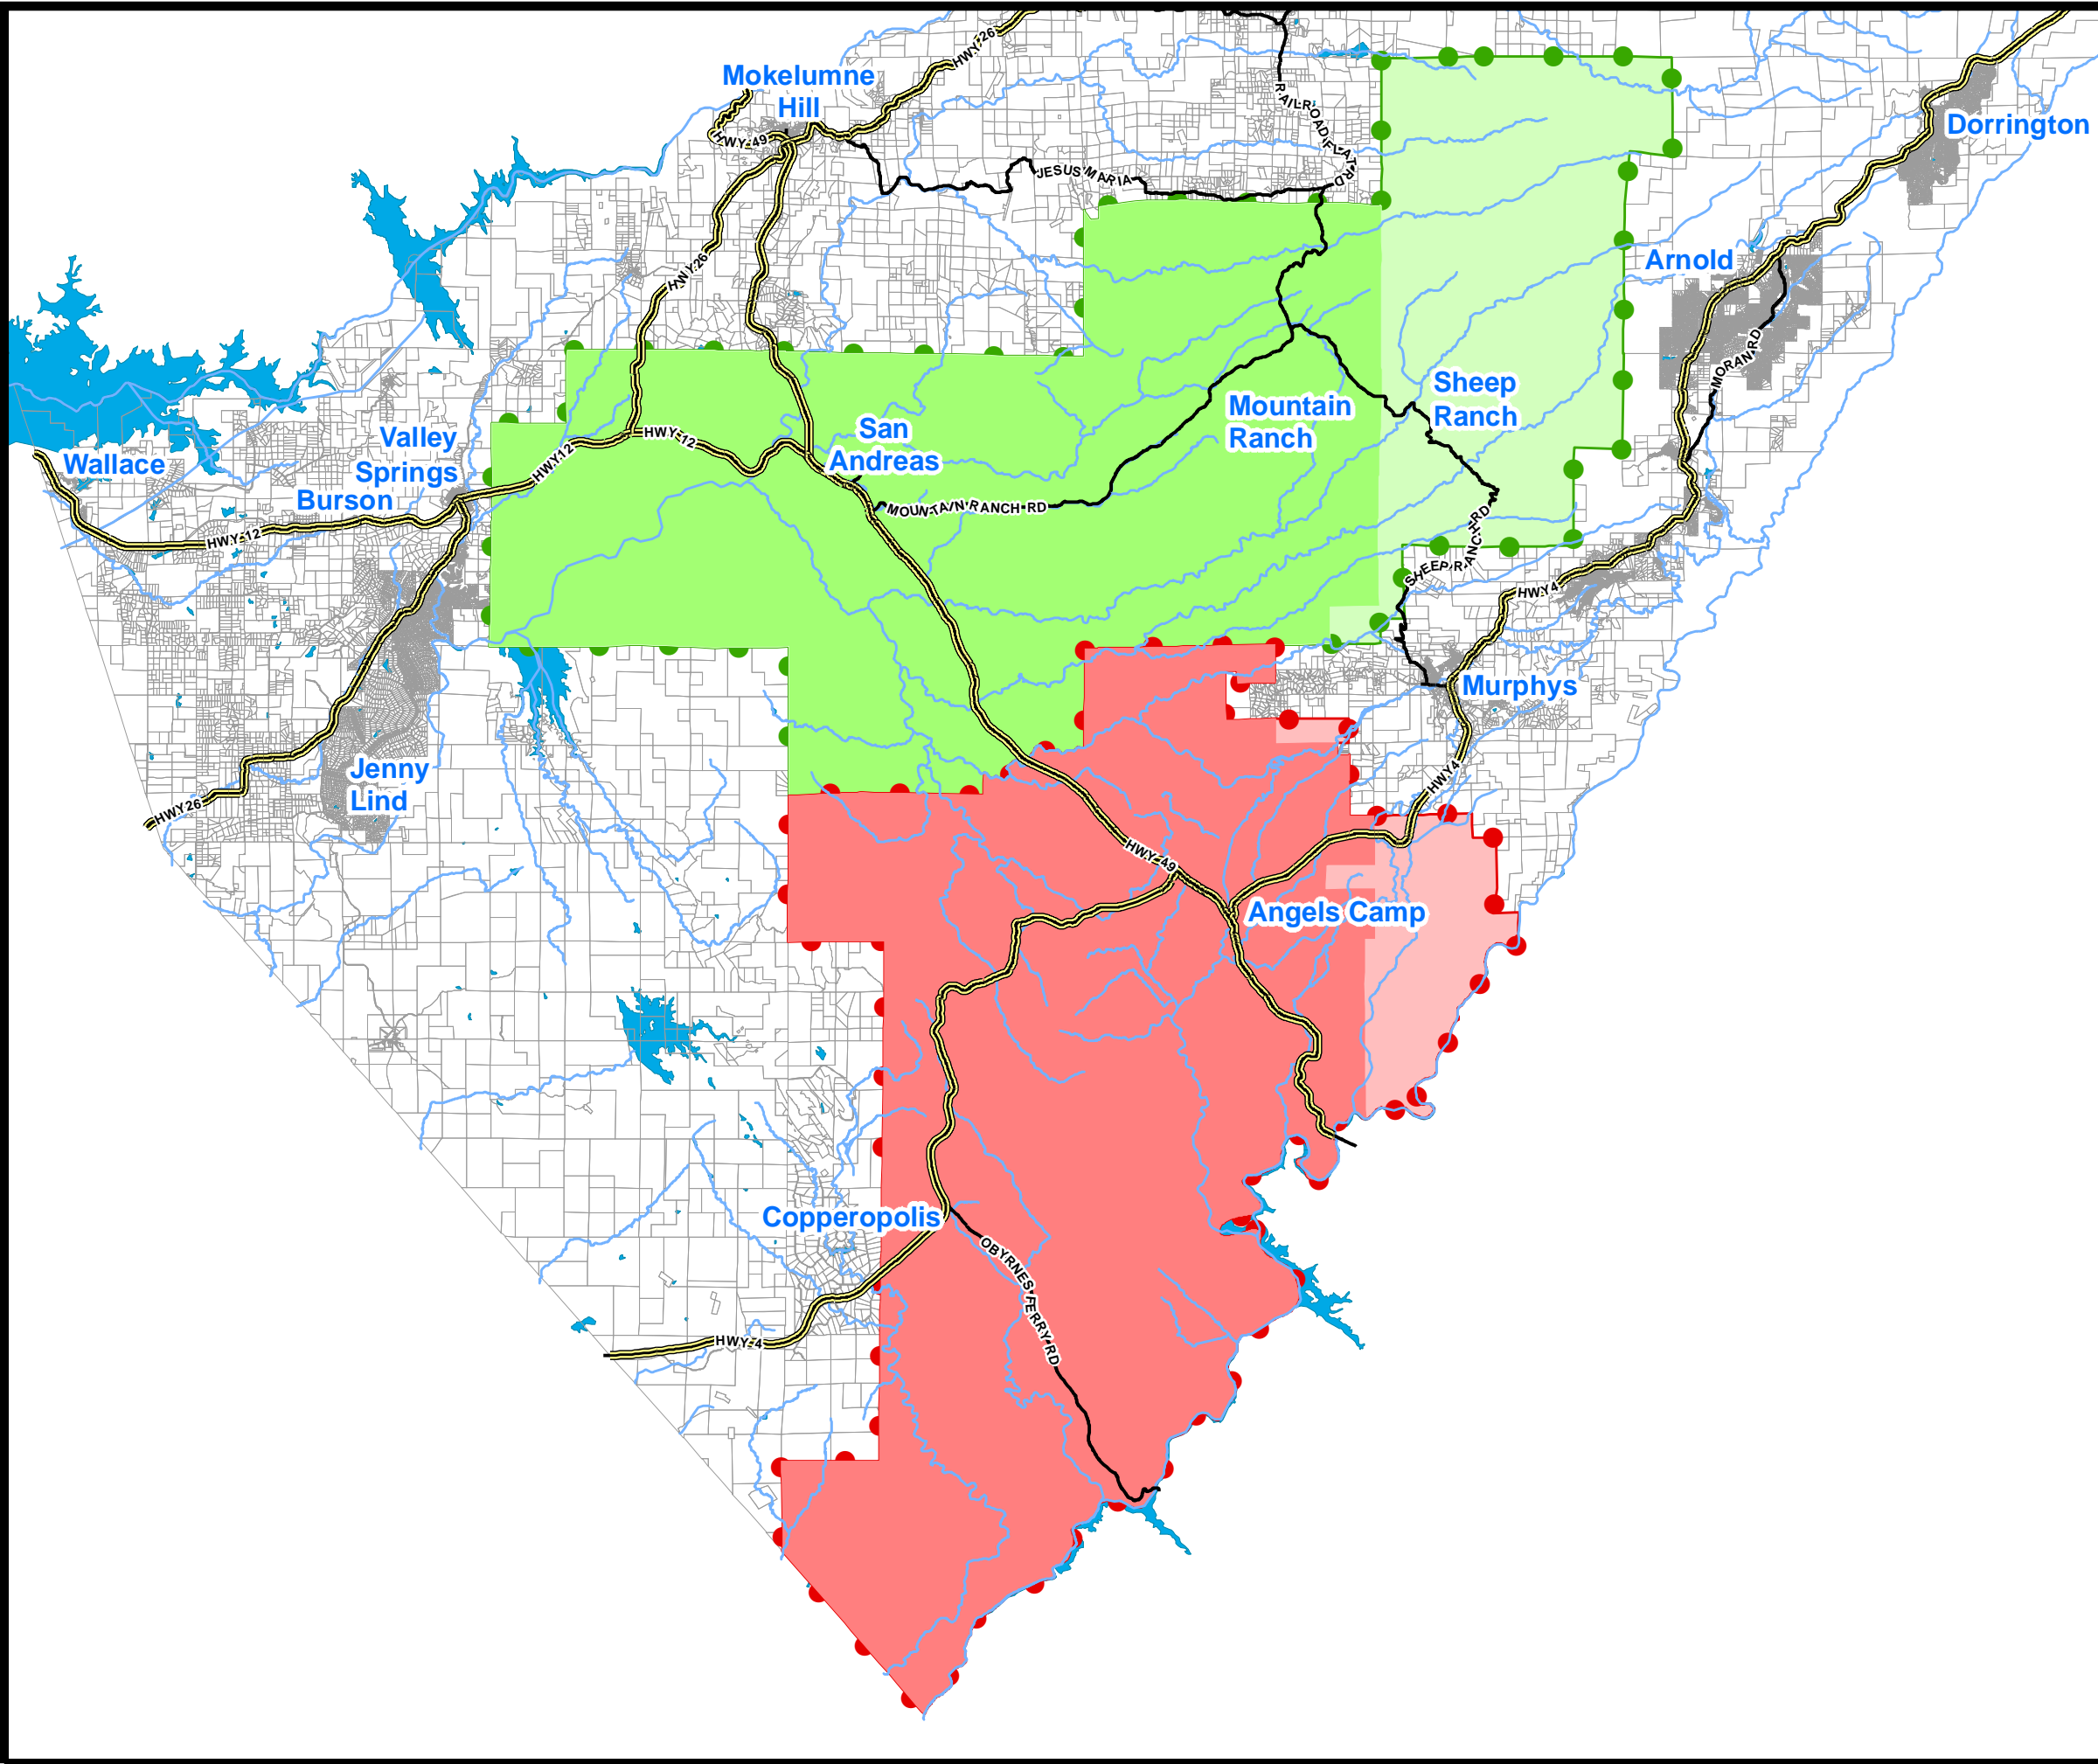 HWY 26
Mokelumne
Hill
HWY 49
RAILROAD FLAT RD
Dorrington
JESUS MARIA
HWY 26
Arnold
MORAN RD
Sheep
Ranch
Mountain
Ranch
San
Andreas
HWY 12
Valley
Springs
Wallace
Burson
HWY 12
HWY 12
MOUNTAIN RANCH RD
SHEEP RANCH RD
HWY 4
Murphys
Jenny
Lind
HWY 26
HWY 4
HWY 49
Angels Camp
Copperopolis
OBYRNES FERRY RD
HWY 4